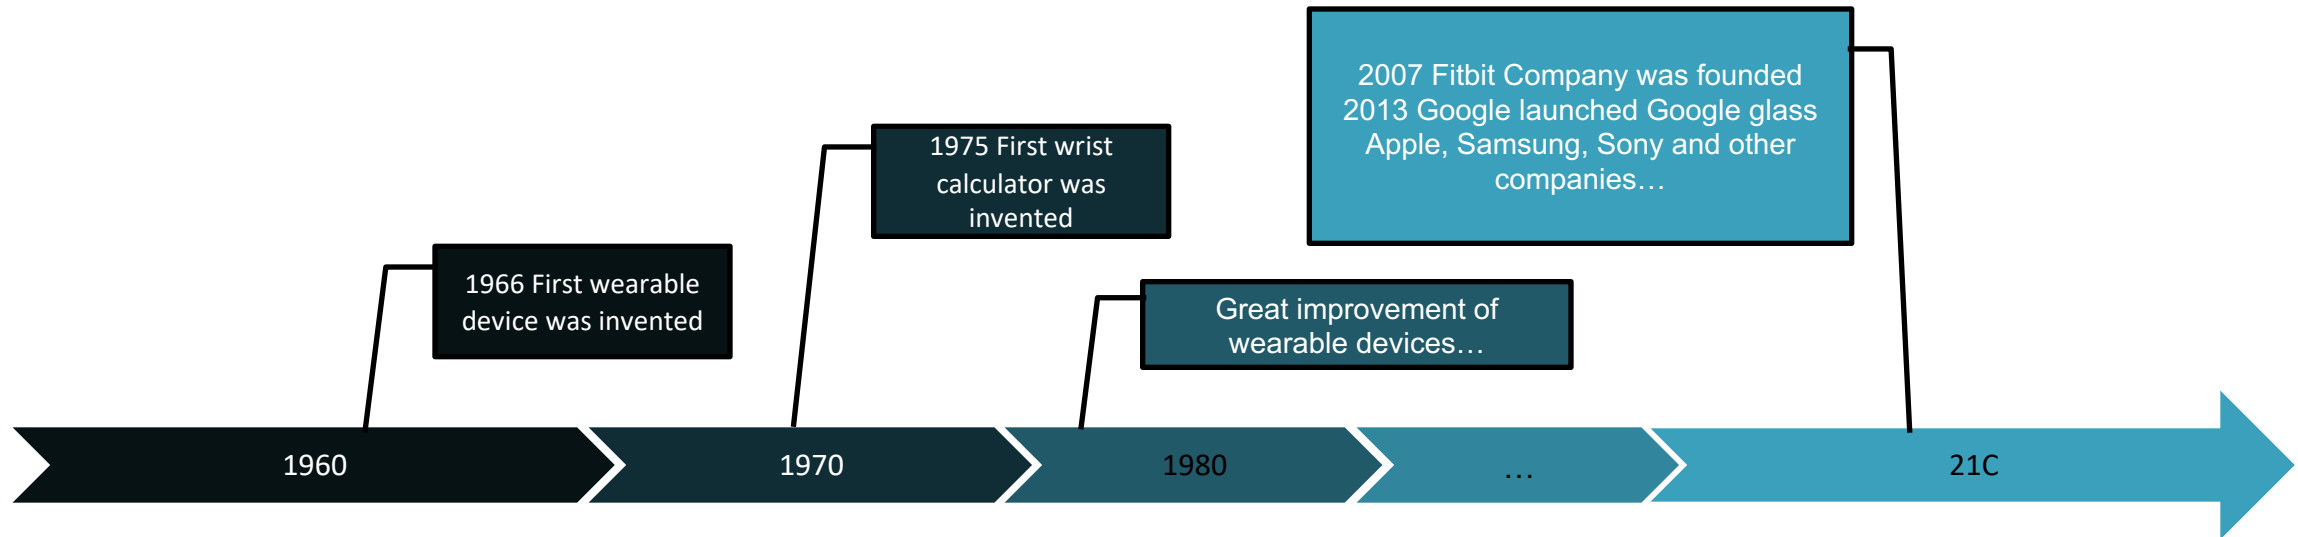 2007 Fitbit Company was founded
2013 Google launched Google glass
Apple, Samsung, Sony and other
companies…
1975 First wrist
calculator was
invented
1966 First wearable
device was invented
Great improvement of
wearable devices…
1960
1970
1980
…
21C